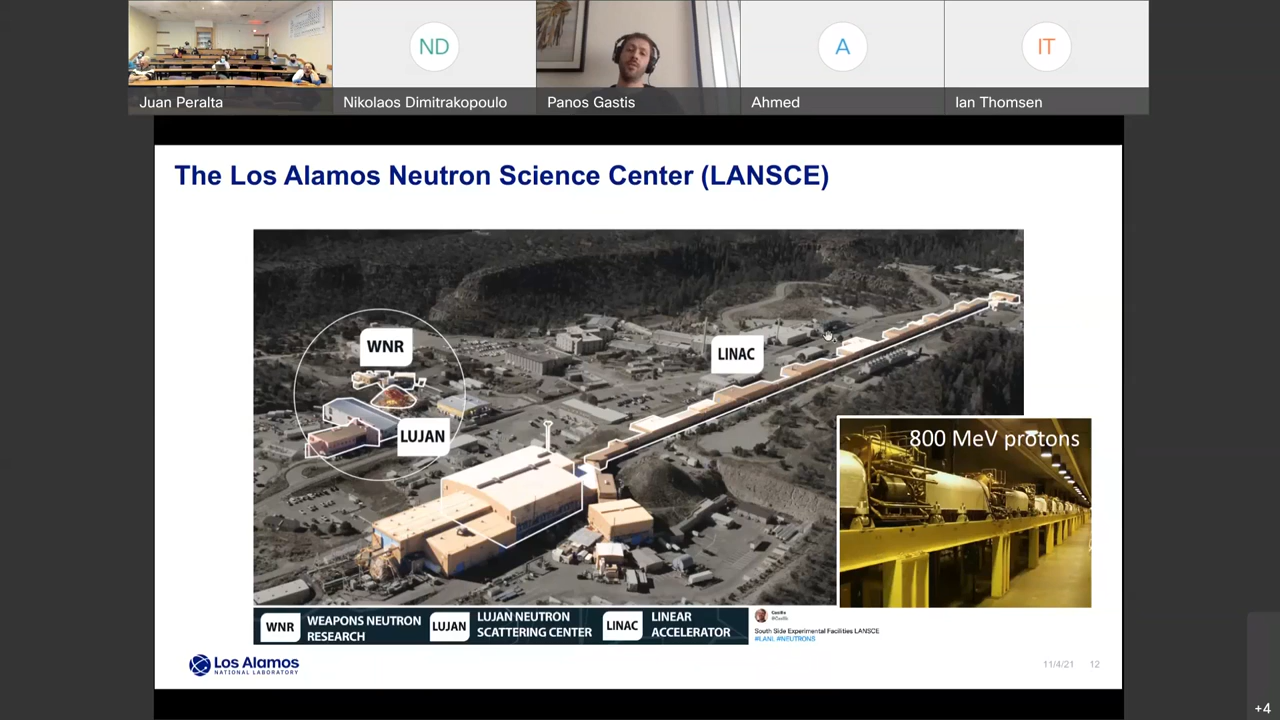 ND
A
IT
Juan Peralta
Nikolaos Dimitrakopoulo
Panos Gastis
Ahmed
Ian Thomsen
The Los Alamos Neutron Science Center (LANSCE)
WNR
LINAC
LUJAN
800 MeV protons
WNR
WEAPONS NEUTRON
RESEARCH
LUJAN
LUJAN NEUTRON
SCATTERING CENTER
LINAC
LINEAR
ACCELERATOR
South Side Experimental Facilities LANSCE
#LANL #NEUTRONS
Los Alamos
NATIONAL LABORATORY
11/4/21
12
+4